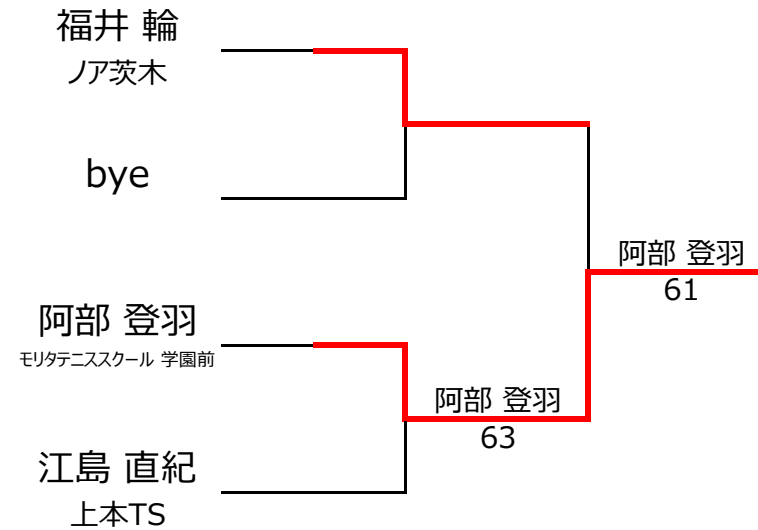 福井 輪
ノア茨木
bye
阿部 登羽
モリタテニススクール 学園前
江島 直紀
上本TS
阿部 登羽
63
阿部 登羽
61